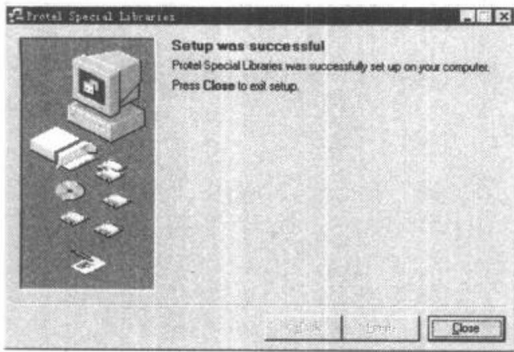 Protel Special Libraries
Setup was successful
Protel Special Libraries was successfully set up on your computer.
Press Close to exit setup.
Close